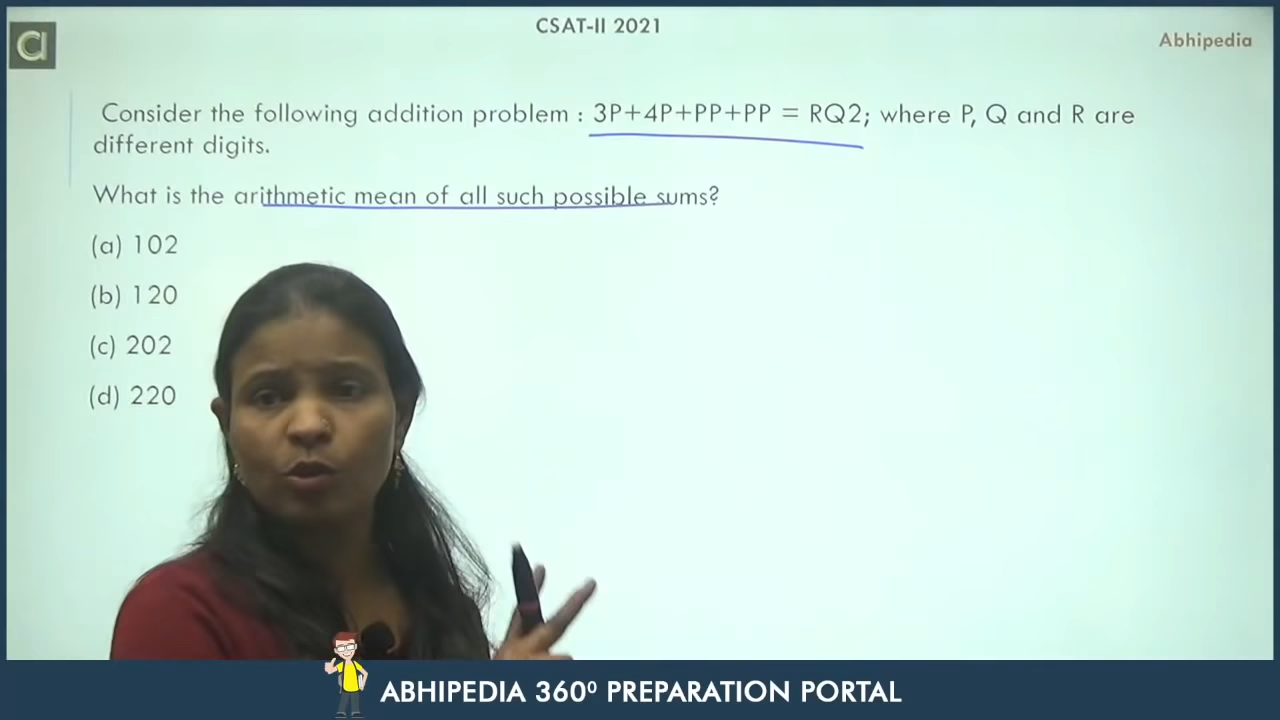 CSAT-II 2021
Abhipedia
Consider the following addition problem : 3P+4P+PP+PP = RQ2; where P, Q and R are
different digits.
What is the arithmetic mean of all such possible sums?
(a) 102
(b) 120
(c) 202
(d) 220
ABHIPEDIA 360⁰ PREPARATION PORTAL